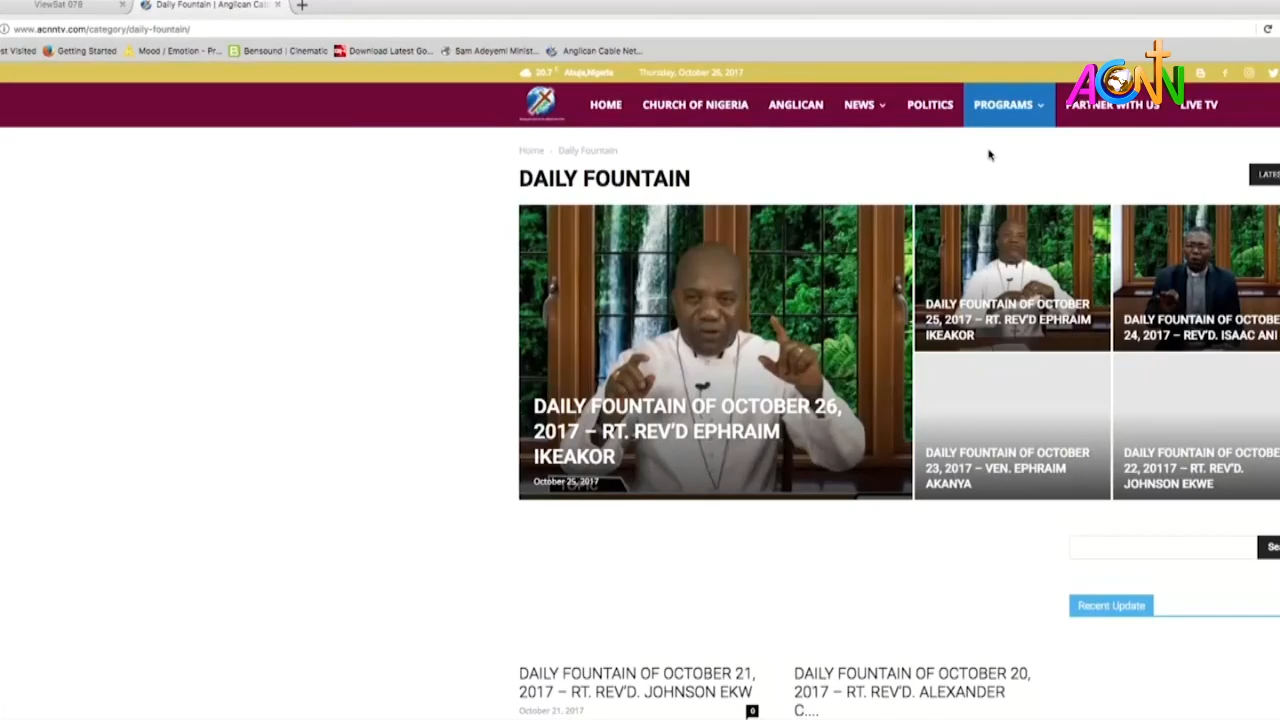 ViewSat 078
Daily Fountain | Anglican Cab
www.acnntv.com/category/daily-fountain/
st Visited
Getting Started
Mood / Emotion - Pr...
Bensound | Cinematic
Download Latest Go...
Sam Adeyemi Minist...
Anglican Cable Net...
20.7 Abuja,Nigeria
Thursday, October 26, 2017
ACNN
HOME
CHURCH OF NIGERIA
ANGLICAN
NEWS
POLITICS
PROGRAMS
PARTNER WITH US
LIVE TV
Home
Daily Fountain
DAILY FOUNTAIN
LATES
DAILY FOUNTAIN OF OCTOBER 26,
2017 – RT. REV'D EPHRAIM
IKEAKOR
October 25, 2017
TOPIC
DAILY FOUNTAIN OF OCTOBER
25, 2017 – RT. REV'D EPHRAIM
IKEAKOR
DAILY FOUNTAIN OF OCTOBE
24, 2017 – REV'D. ISAAC ANI
DAILY FOUNTAIN OF OCTOBER
23, 2017 – VEN. EPHRAIM
AKANYA
DAILY FOUNTAIN OF OCTOBE
22, 20117 – RT. REV'D.
JOHNSON EKWE
Sea
Recent Update
DAILY FOUNTAIN OF OCTOBER 21,
2017 – RT. REV'D. JOHNSON EKW
October 21, 2017
0
DAILY FOUNTAIN OF OCTOBER 20,
2017 – RT. REV'D. ALEXANDER
C....